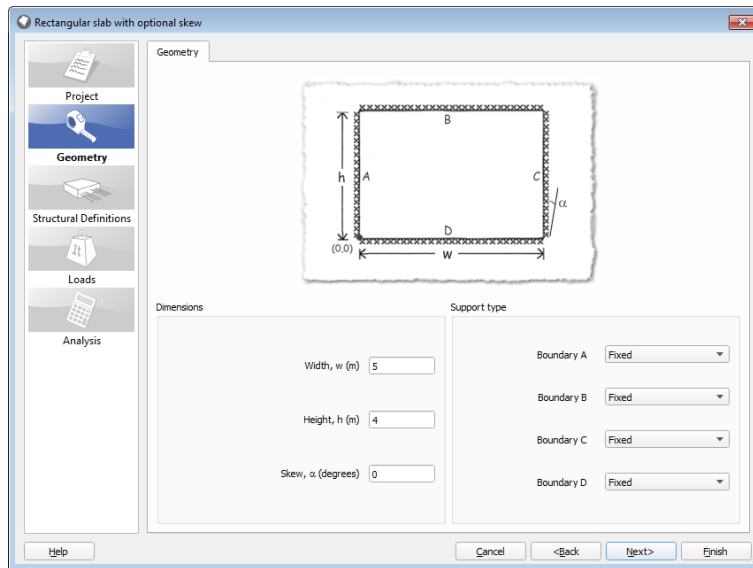 Rectangular slab with optional skew
Project
Geometry
Structural Definitions
1t
Loads
Analysis
Geometry
B
h
A
C
α
D
(0,0)
W
Dimensions
Width, w (m) 5
Height, h (m) 4
Skew, α (degrees) 0
Support type
Boundary A Fixed
Boundary B Fixed
Boundary C Fixed
Boundary D Fixed
Help
Cancel
<Back
Next>
Finish